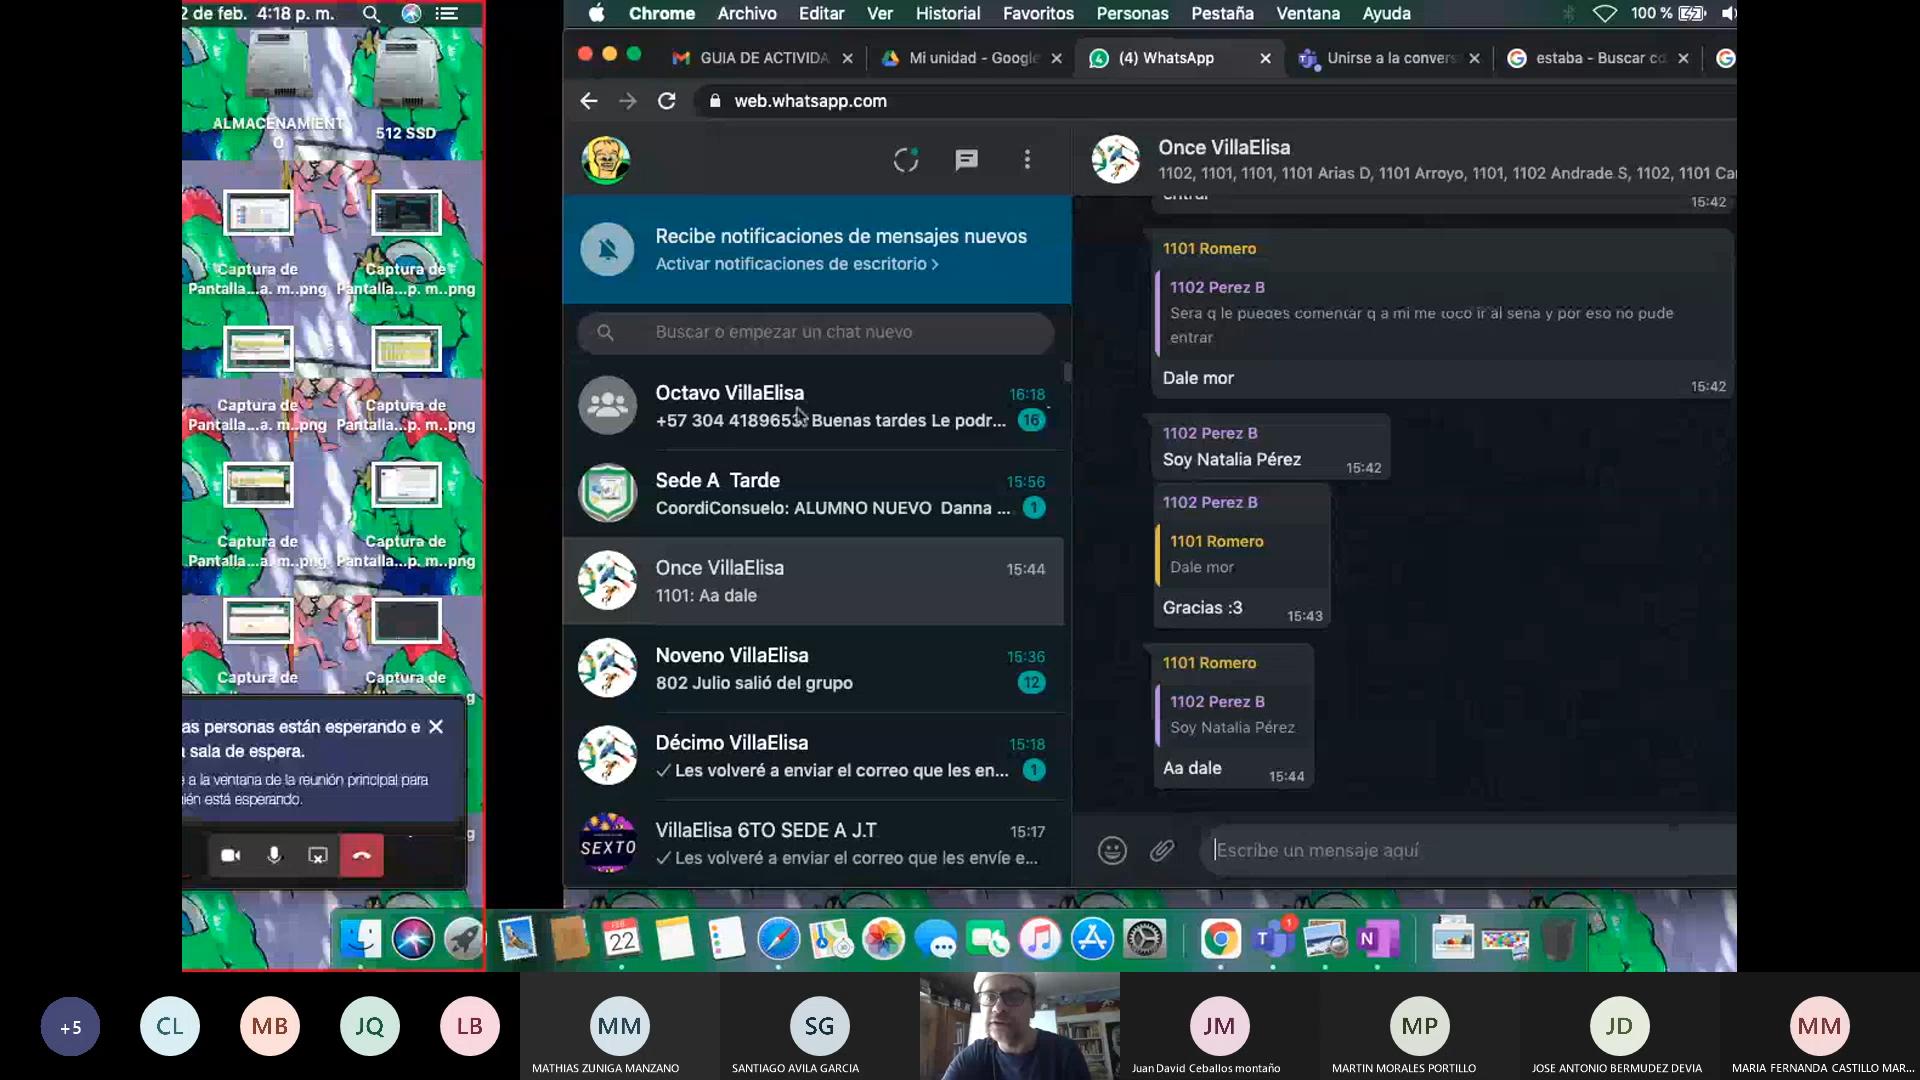 2 de feb. 4:18 p. m.
Chrome Archivo Editar Ver Historial Favoritos Personas Pestaña Ventana Ayuda 100 %
GUIA DE ACTIVIDA
Mi unidad - Google
(4) WhatsApp
Unirse a la convers
estaba - Buscar co
web.whatsapp.com
ALMACENAMIENT
O
512 SSD
Captura de
Pantalla...a. m..png
Captura de
Pantalla...p. m..png
Captura de
Pantalla...a. m..png
Captura de
Pantalla...p. m..png
Captura de
Pantalla...a. m..png
Captura de
Pantalla...p. m..png
Captura de
Captura de
as personas están esperando e
sala de espera.
e a la ventana de la reunión principal para
ién está esperando.
Recibe notificaciones de mensajes nuevos
Activar notificaciones de escritorio >
Buscar o empezar un chat nuevo
Octavo VillaElisa 16:18
+57 304 4189653: Buenas tardes Le podr... 16
Sede A Tarde 15:56
CoordiConsuelo: ALUMNO NUEVO Danna ... 1
Once VillaElisa 15:44
1101: Aa dale
Noveno VillaElisa 15:36
802 Julio salió del grupo 12
Décimo VillaElisa 15:18
Les volveré a enviar el correo que les en... 1
SEXTO
VillaElisa 6TO SEDE A J.T 15:17
Les volveré a enviar el correo que les envíe e...
Once VillaElisa
1102, 1101, 1101, 1101 Arias D, 1101 Arroyo, 1101, 1102 Andrade S, 1102, 1101 Ca
entrar
15:42
1101 Romero
1102 Perez B
Sera q le puedes comentar q a mi me toco ir al sena y por eso no pude
entrar
Dale mor
15:42
1102 Perez B
Soy Natalia Pérez 15:42
1102 Perez B
1101 Romero
Dale mor
Gracias :3 15:43
1101 Romero
1102 Perez B
Soy Natalia Pérez
Aa dale 15:44
Escribe un mensaje aquí
FEB
22
1
T
N
+5
CL
MB
JQ
LB
MM
MATHIAS ZUNIGA MANZANO
SG
SANTIAGO AVILA GARCIA
JM
Juan David Ceballos montaño
MP
MARTIN MORALES PORTILLO
JD
JOSE ANTONIO BERMUDEZ DEVIA
MM
MARIA FERNANDA CASTILLO MAR...